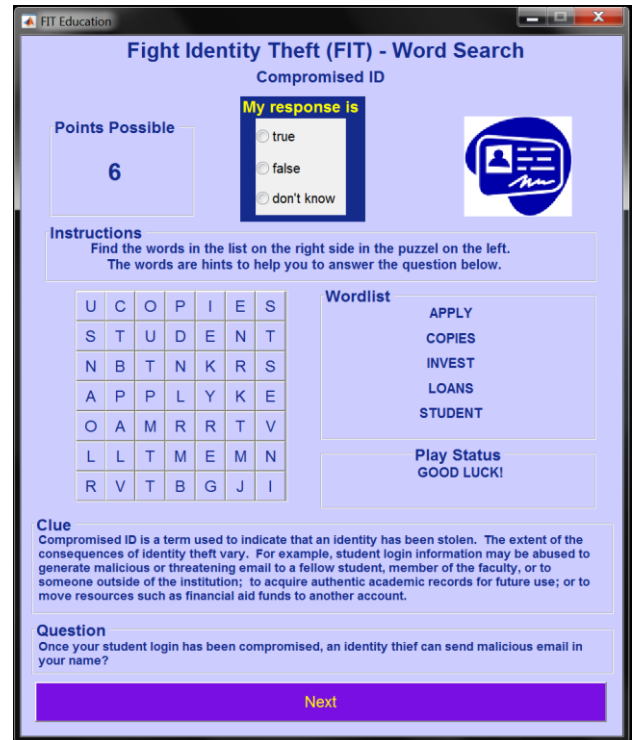 FIT Education
Fight Identity Theft (FIT) - Word Search
Compromised ID
Points Possible
6
My response is
true
false
don't know
Instructions
Find the words in the list on the right side in the puzzel on the left.
The words are hints to help you to answer the question below.
U C O P I E S
S T U D E N T
N B T N K R S
A P P L Y K E
O A M R R T V
L L T M E M N
R V T B G J I
Wordlist
APPLY
COPIES
INVEST
LOANS
STUDENT
Play Status
GOOD LUCK!
Clue
Compromised ID is a term used to indicate that an identity has been stolen. The extent of the
consequences of identity theft vary. For example, student login information may be abused to
generate malicious or threatening email to a fellow student, member of the faculty, or to
someone outside of the institution; to acquire authentic academic records for future use; or to
move resources such as financial aid funds to another account.
Question
Once your student login has been compromised, an identity thief can send malicious email in
your name?
Next